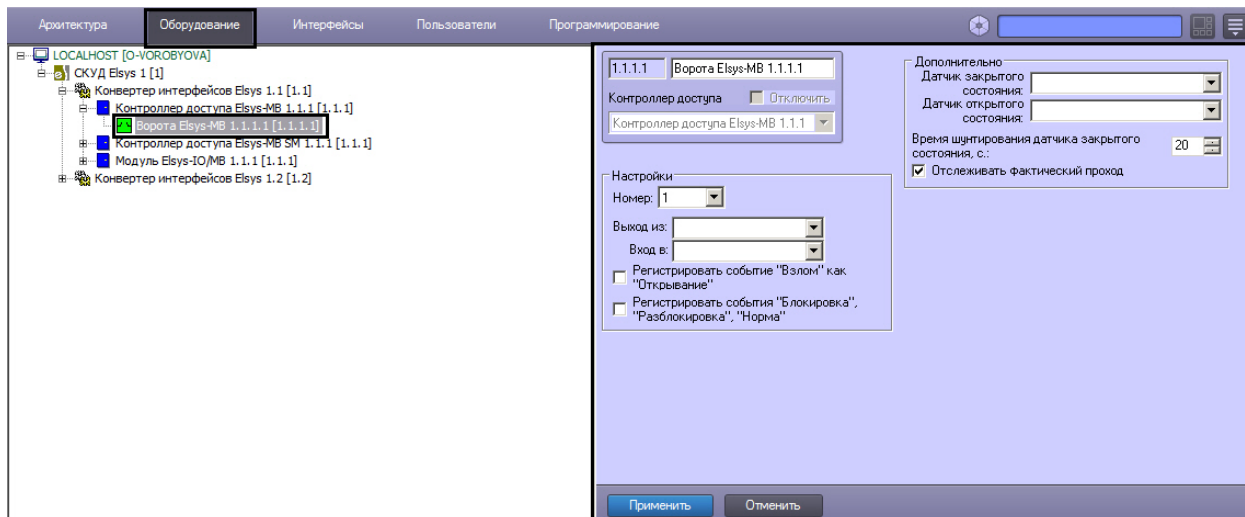 Архитектура
Оборудование
Интерфейсы
Пользователи
Программирование
LOCALHOST [O-VOROBYOVA]
СКУД Elsys 1 [1]
Конвертер интерфейсов Elsys 1.1 [1.1]
Контроллер доступа Elsys-MB 1.1.1 [1.1.1]
Ворота Elsys-MB 1.1.1.1 [1.1.1.1]
Контроллер доступа Elsys-MB SM 1.1.1 [1.1.1]
Модуль Elsys-IO/MB 1.1.1 [1.1.1]
Конвертер интерфейсов Elsys 1.2 [1.2]
1.1.1.1
Ворота Elsys-MB 1.1.1.1
Контроллер доступа
Отключить
Контроллер доступа Elsys-MB 1.1.1
Настройки
Номер: 1
Выход из:
Вход в:
Регистрировать событие "Взлом" как
"Открывание"
Регистрировать события "Блокировка",
"Разблокировка", "Норма"
Дополнительно
Датчик закрытого
состояния:
Датчик открытого
состояния:
Время шунтирования датчика закрытого
состояния, с.:
20
Отслеживать фактический проход
Применить
Отменить